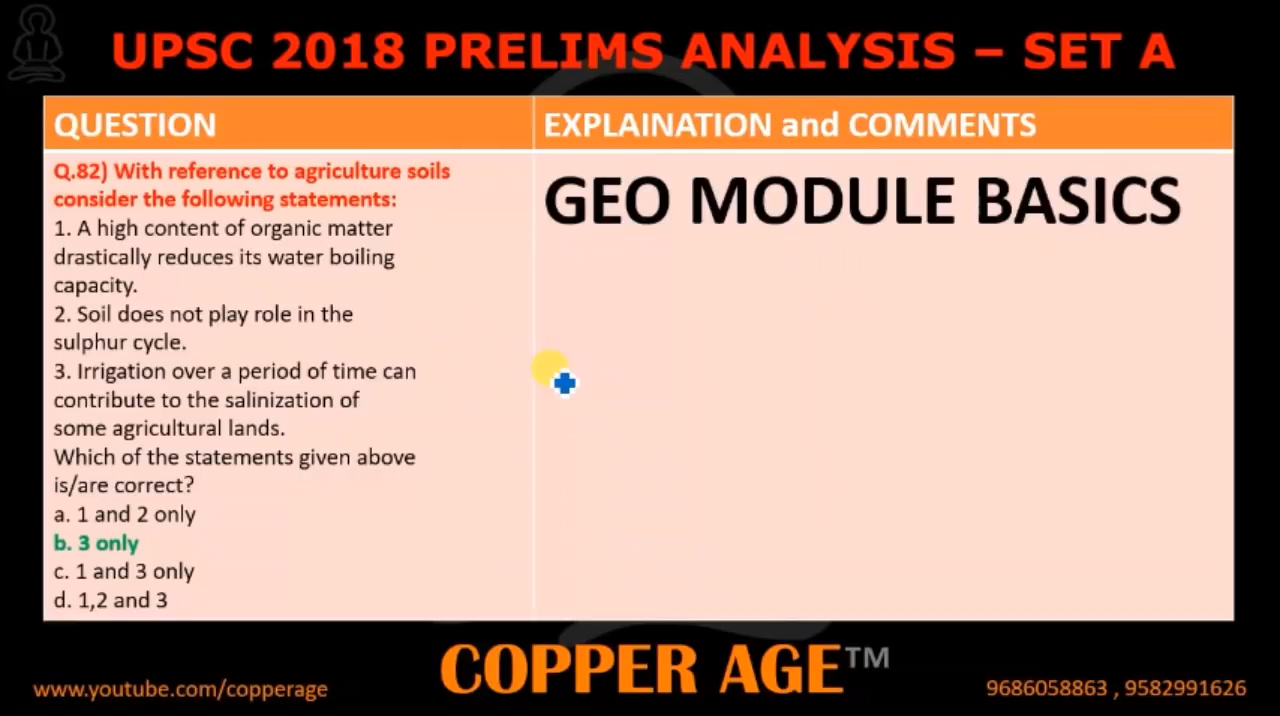 UPSC 2018 PRELIMS ANALYSIS – SET A
QUESTION
EXPLAINATION and COMMENTS
Q.82) With reference to agriculture soils
consider the following statements:
1. A high content of organic matter
drastically reduces its water boiling
capacity.
2. Soil does not play role in the
sulphur cycle.
3. Irrigation over a period of time can
contribute to the salinization of
some agricultural lands.
Which of the statements given above
is/are correct?
a. 1 and 2 only
b. 3 only
c. 1 and 3 only
d. 1,2 and 3
GEO MODULE BASICS
COPPER AGE™
www.youtube.com/copperage
9686058863 , 9582991626